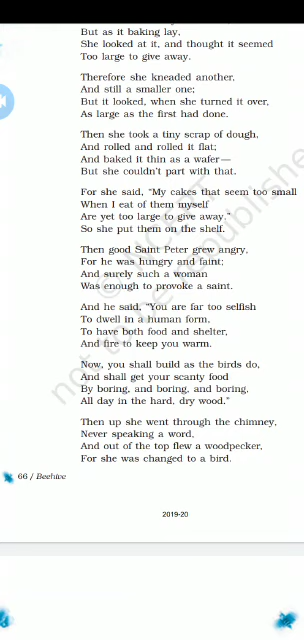 But as it baking lay,
She looked at it, and thought it seemed
Too large to give away.
Therefore she kneaded another,
And still a smaller one;
But it looked, when she turned it over,
As large as the first had done.
Then she took a tiny scrap of dough,
And rolled and rolled it flat;
And baked it thin as a wafer—
But she couldn't part with that.
For she said, "My cakes that seem too small
When I eat of them myself
Are yet too large to give away."
So she put them on the shelf.
Then good Saint Peter grew angry,
For he was hungry and faint;
And surely such a woman
Was enough to provoke a saint.
And he said, "You are far too selfish
To dwell in a human form,
To have both food and shelter,
And fire to keep you warm.
Now, you shall build as the birds do,
And shall get your scanty food
By boring, and boring, and boring,
All day in the hard, dry wood."
Then up she went through the chimney,
Never speaking a word,
And out of the top flew a woodpecker,
For she was changed to a bird.
66 / Beehive
2019-20
not to be republished